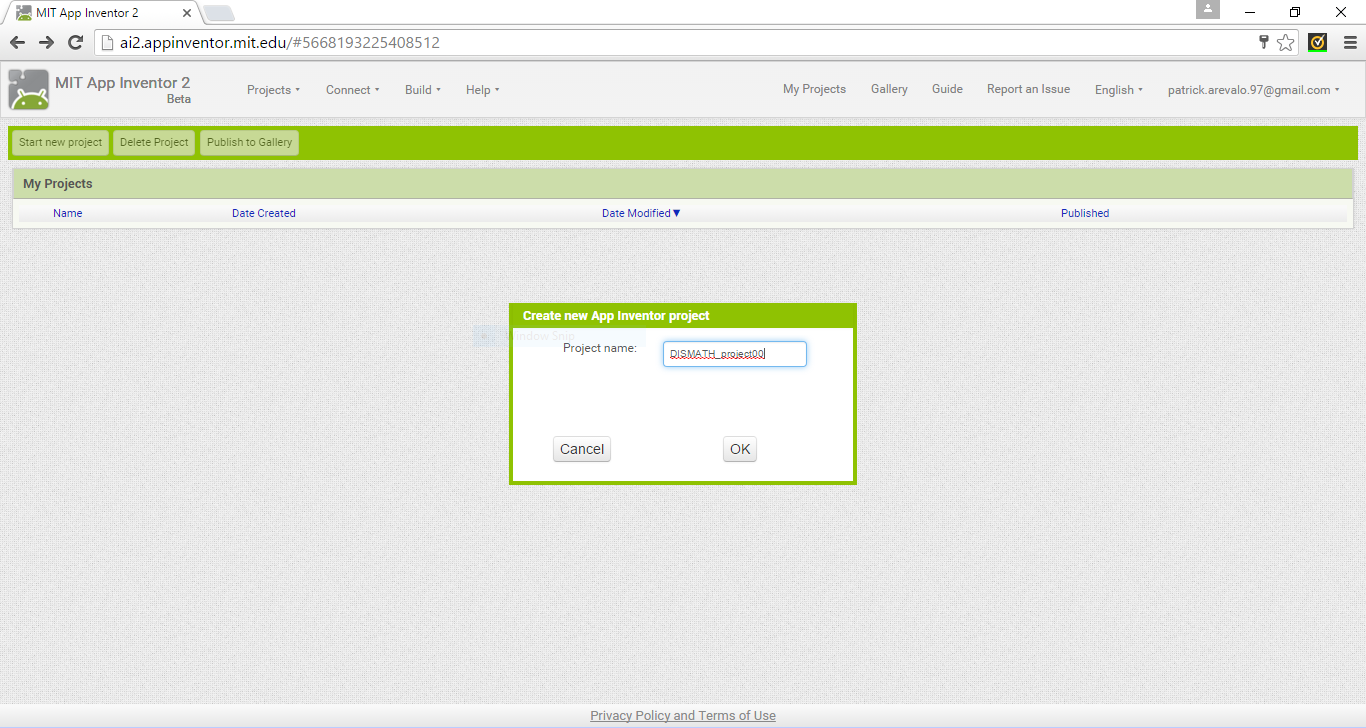 MIT App Inventor 2
ai2.appinventor.mit.edu/#5668193225408512
MIT App Inventor 2
Beta
Projects Connect Build Help My Projects Gallery Guide Report an Issue English patrick.arevalo.97@gmail.com
Start new project Delete Project Publish to Gallery
My Projects
Name Date Created Date Modified▼ Published
Create new App Inventor project
Window Snip
Project name: DISMATH_project00
Cancel OK
Privacy Policy and Terms of Use